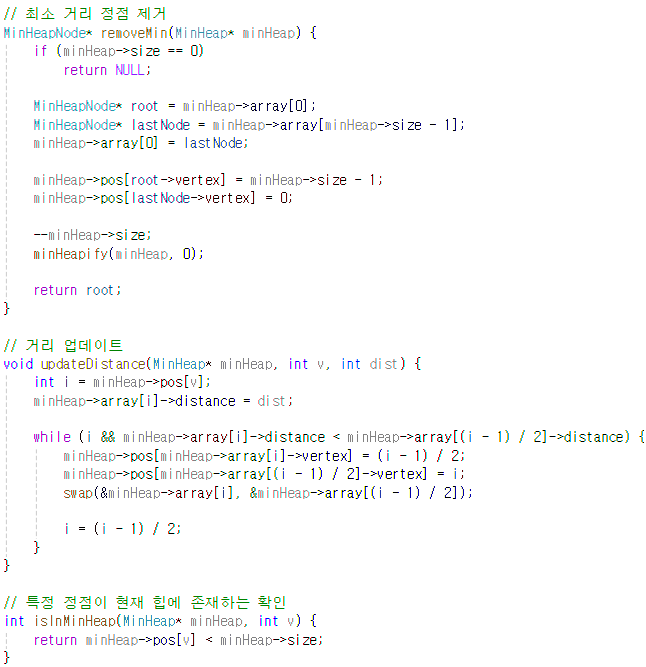 // 최소 거리 정점 제거
MinHeapNode* removeMin(MinHeap* minHeap) {
    if (minHeap->size == 0)
        return NULL;

    MinHeapNode* root = minHeap->array[0];
    MinHeapNode* lastNode = minHeap->array[minHeap->size - 1];
    minHeap->array[0] = lastNode;

    minHeap->pos[root->vertex] = minHeap->size - 1;
    minHeap->pos[lastNode->vertex] = 0;

    --minHeap->size;
    minHeapify(minHeap, 0);

    return root;
}

// 거리 업데이트
void updateDistance(MinHeap* minHeap, int v, int dist) {
    int i = minHeap->pos[v];
    minHeap->array[i]->distance = dist;

    while (i && minHeap->array[i]->distance < minHeap->array[(i - 1) / 2]->distance) {
        minHeap->pos[minHeap->array[i]->vertex] = (i - 1) / 2;
        minHeap->pos[minHeap->array[(i - 1) / 2]->vertex] = i;
        swap(&minHeap->array[i], &minHeap->array[(i - 1) / 2]);

        i = (i - 1) / 2;
    }
}

// 특정 정점이 현재 힙에 존재하는 확인
int isInMinHeap(MinHeap* minHeap, int v) {
    return minHeap->pos[v] < minHeap->size;
}